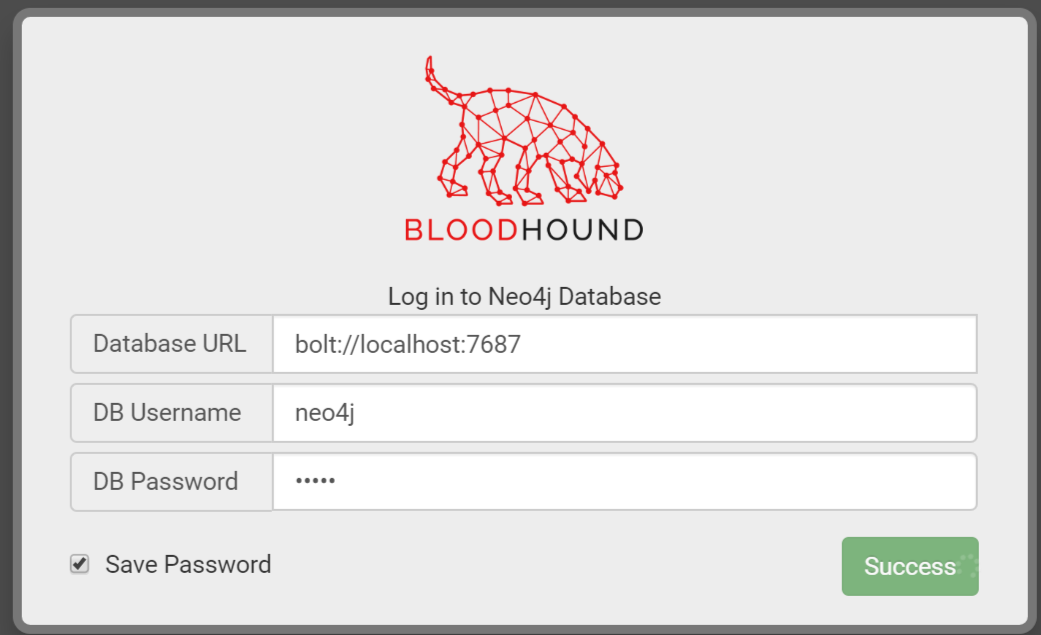 BLOODHOUND
Log in to Neo4j Database
Database URL bolt://localhost:7687
DB Username neo4j
DB Password •••••
Save Password
Success